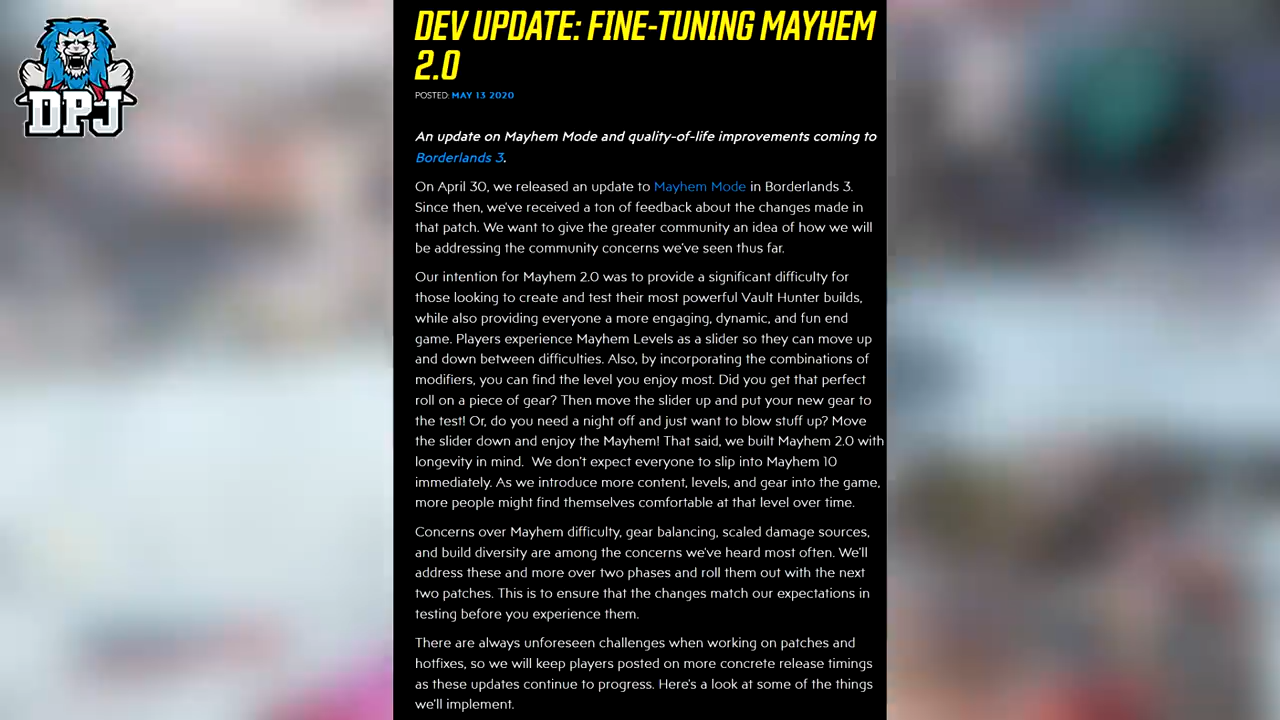 DPJ
DEV UPDATE: FINE-TUNING MAYHEM
2.0
POSTED: MAY 13 2020
An update on Mayhem Mode and quality-of-life improvements coming to
Borderlands 3.
On April 30, we released an update to Mayhem Mode in Borderlands 3.
Since then, we've received a ton of feedback about the changes made in
that patch. We want to give the greater community an idea of how we will
be addressing the community concerns we've seen thus far.
Our intention for Mayhem 2.0 was to provide a significant difficulty for
those looking to create and test their most powerful Vault Hunter builds,
while also providing everyone a more engaging, dynamic, and fun end
game. Players experience Mayhem Levels as a slider so they can move up
and down between difficulties. Also, by incorporating the combinations of
modifiers, you can find the level you enjoy most. Did you get that perfect
roll on a piece of gear? Then move the slider up and put your new gear to
the test! Or, do you need a night off and just want to blow stuff up? Move
the slider down and enjoy the Mayhem! That said, we built Mayhem 2.0 with
longevity in mind.  We don't expect everyone to slip into Mayhem 10
immediately. As we introduce more content, levels, and gear into the game,
more people might find themselves comfortable at that level over time.
Concerns over Mayhem difficulty, gear balancing, scaled damage sources,
and build diversity are among the concerns we've heard most often. We'll
address these and more over two phases and roll them out with the next
two patches. This is to ensure that the changes match our expectations in
testing before you experience them.
There are always unforeseen challenges when working on patches and
hotfixes, so we will keep players posted on more concrete release timings
as these updates continue to progress. Here's a look at some of the things
we'll implement.